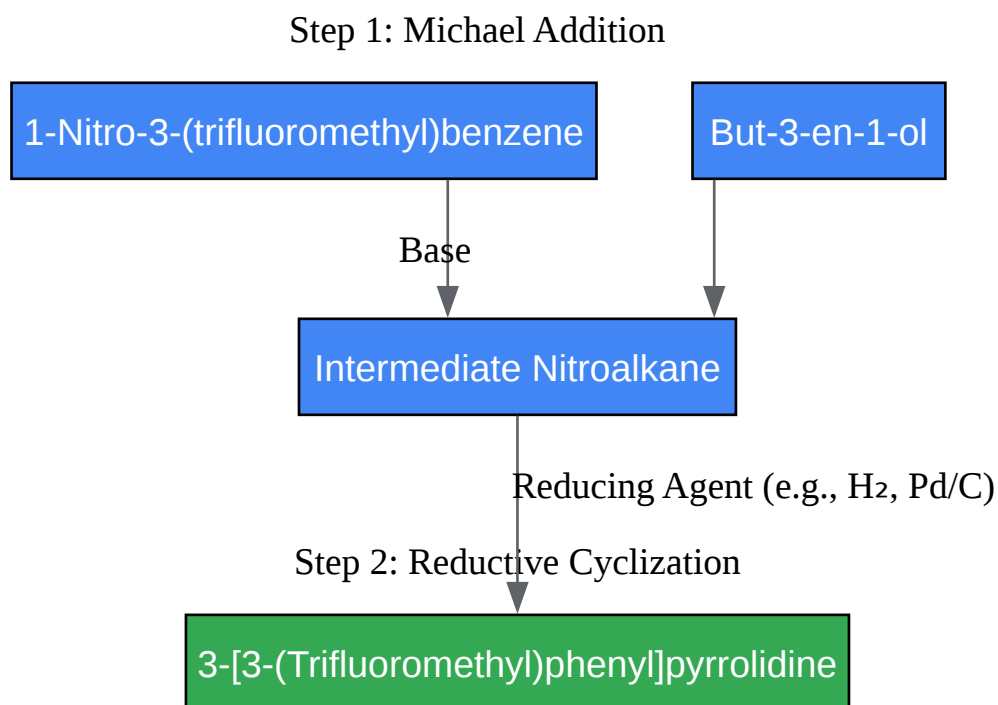 Step 1: Michael Addition
1-Nitro-3-(trifluoromethyl)benzene
But-3-en-1-ol
Base
Intermediate Nitroalkane
Reducing Agent (e.g., H₂, Pd/C)
Step 2: Reductive Cyclization
3-[3-(Trifluoromethyl)phenyl]pyrrolidine